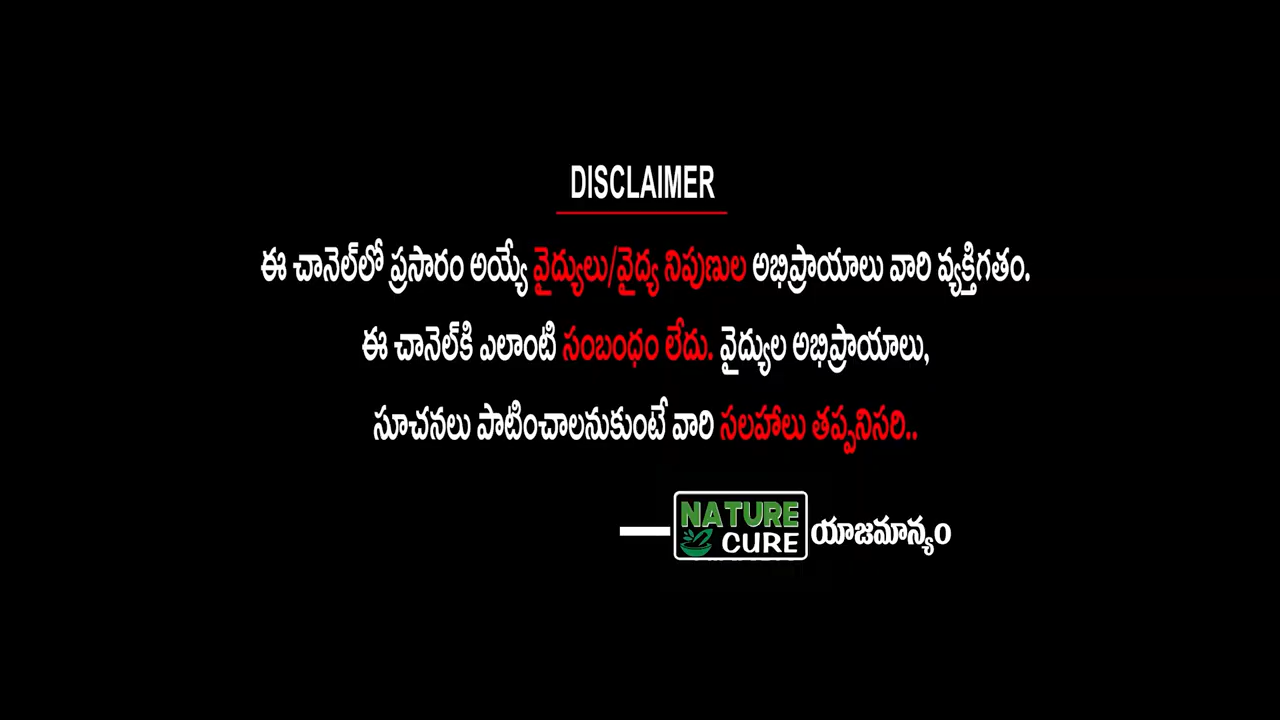 DISCLAIMER
ఈ చానెల్‌లో ప్రసారం అయ్యే వైద్యులు/వైద్య నిపుణుల అభిప్రాయాలు వారి వ్యక్తిగతం.
ఈ చానెల్‌కి ఎలాంటి సంబంధం లేదు. వైద్యుల అభిప్రాయాలు,
సూచనలు పాటించాలనుకుంటే వారి సలహాలు తప్పనిసరి..
NATURE CURE యాజమాన్యం